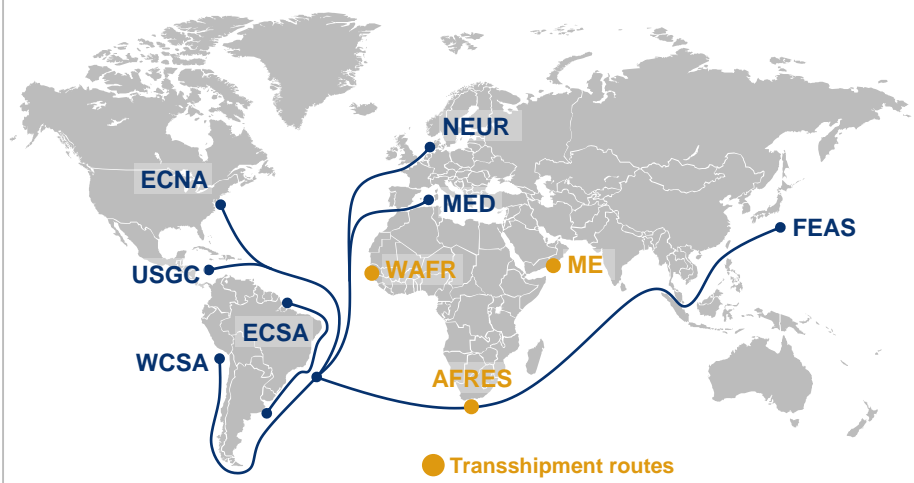 NEUR
ECNA
MED
FEAS
WAFR
ME
USGC
ECSA
WCSA
AFRES
Transshipment routes